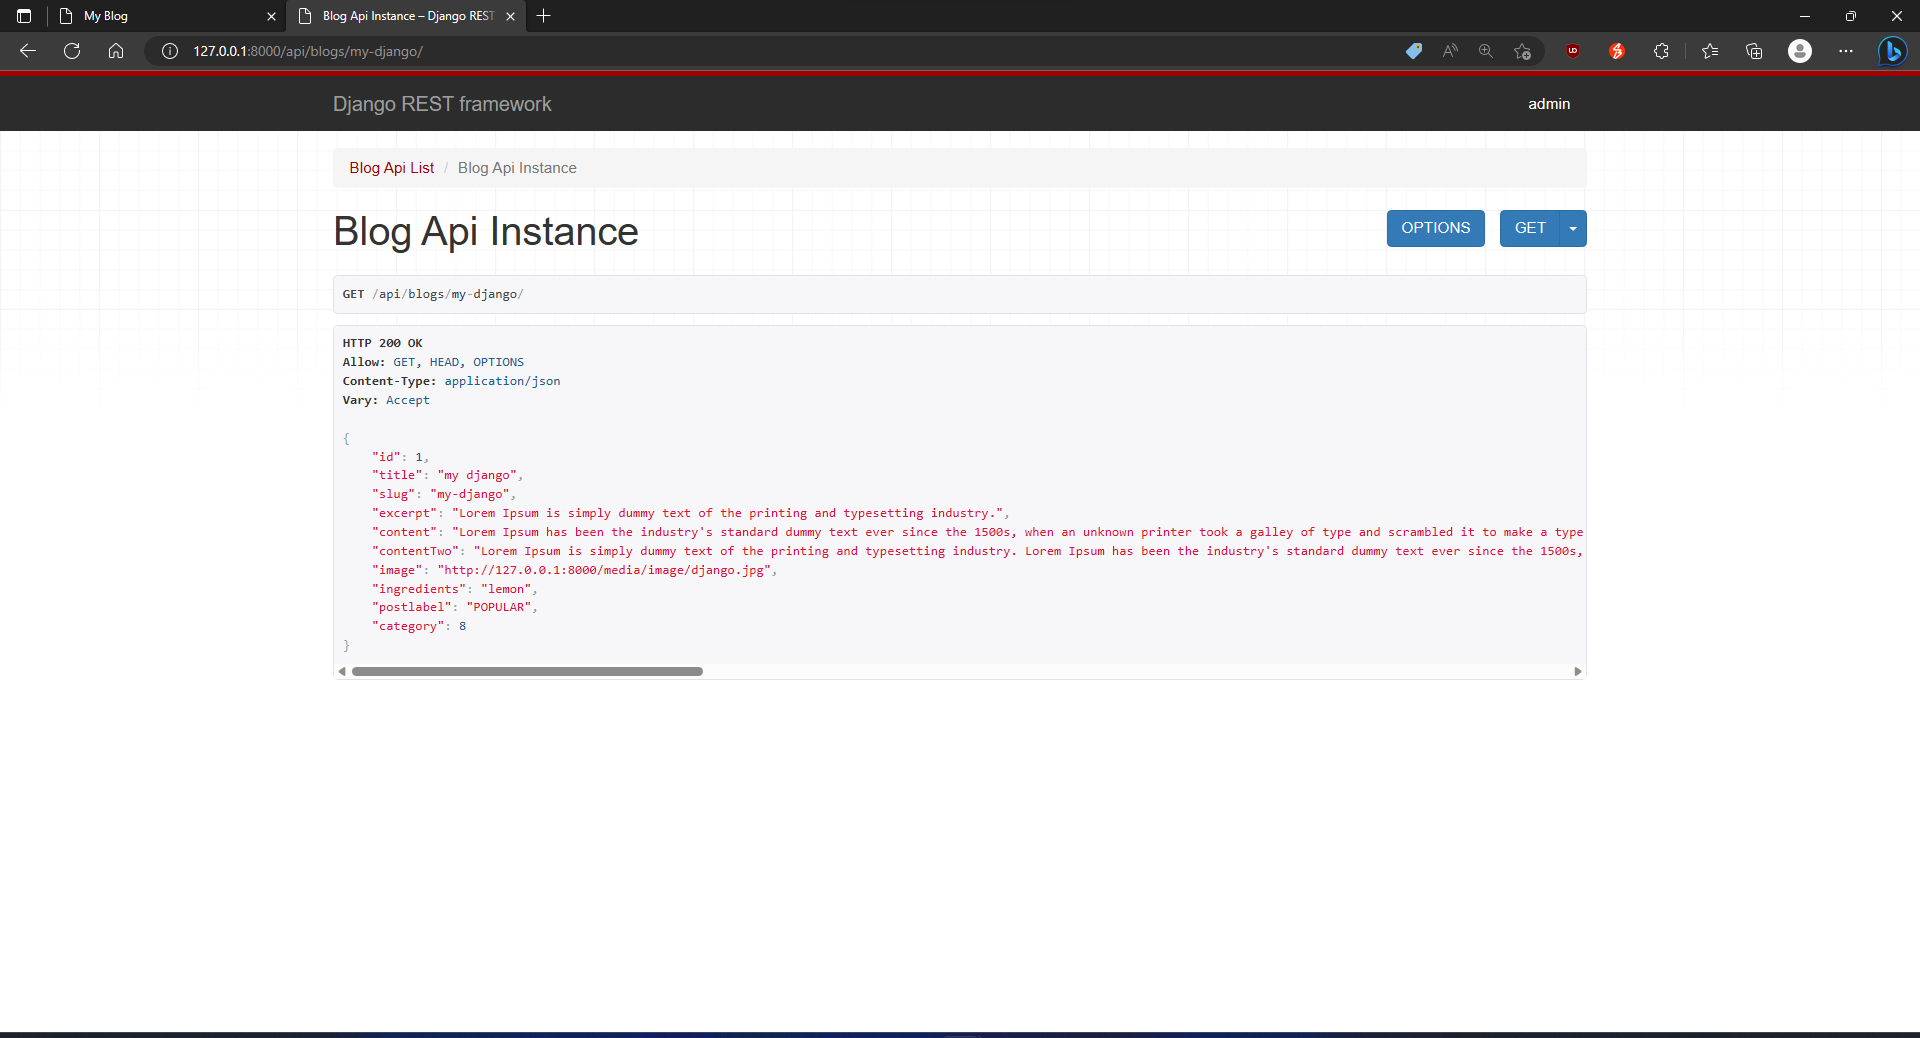 My Blog
Blog Api Instance – Django REST
127.0.0.1:8000/api/blogs/my-django/
Django REST framework
admin
Blog Api List / Blog Api Instance
Blog Api Instance
OPTIONS
GET
GET /api/blogs/my-django/
HTTP 200 OK
Allow: GET, HEAD, OPTIONS
Content-Type: application/json
Vary: Accept
{
"id": 1,
"title": "my django",
"slug": "my-django",
"excerpt": "Lorem Ipsum is simply dummy text of the printing and typesetting industry.",
"content": "Lorem Ipsum has been the industry's standard dummy text ever since the 1500s, when an unknown printer took a galley of type and scrambled it to make a type
"contentTwo": "Lorem Ipsum is simply dummy text of the printing and typesetting industry. Lorem Ipsum has been the industry's standard dummy text ever since the 1500s,
"image": "http://127.0.0.1:8000/media/image/django.jpg",
"ingredients": "lemon",
"postlabel": "POPULAR",
"category": 8
}